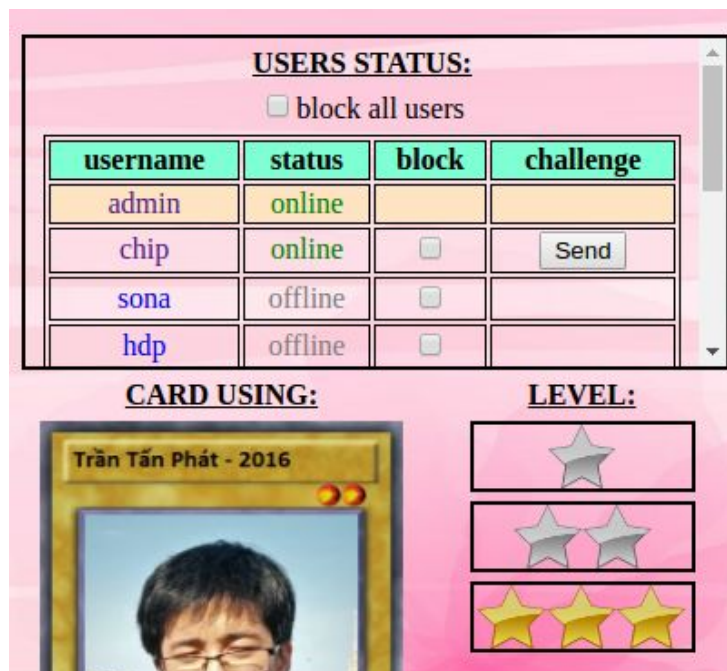 USERS STATUS:
block all users
username status block challenge
admin online
chip online Send
sona offline
hdp offline
CARD USING:
LEVEL:
Trần Tấn Phát - 2016